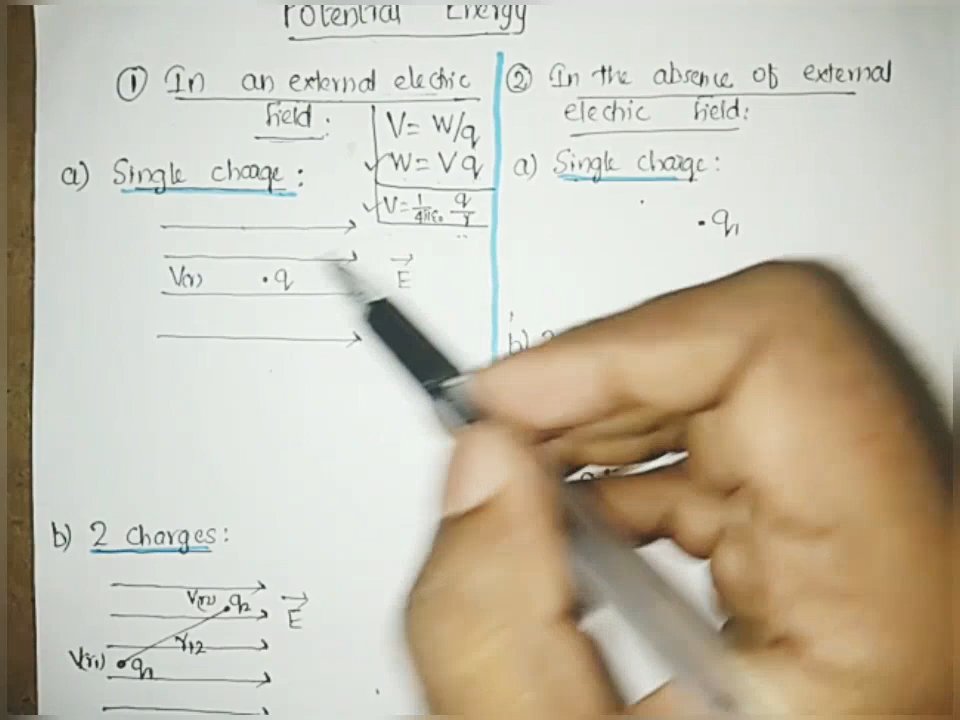 Potential Energy
① In an external electric
field.
V = W/q
W = Vq
V = 1/4πε₀ q/r
a) Single charge:
V(r) . q
E
b) 2 Charges:
V(r2) q2
E
r12
V(r1) q1
② In the absence of external
electric field:
a) Single charge:
. q1
b)